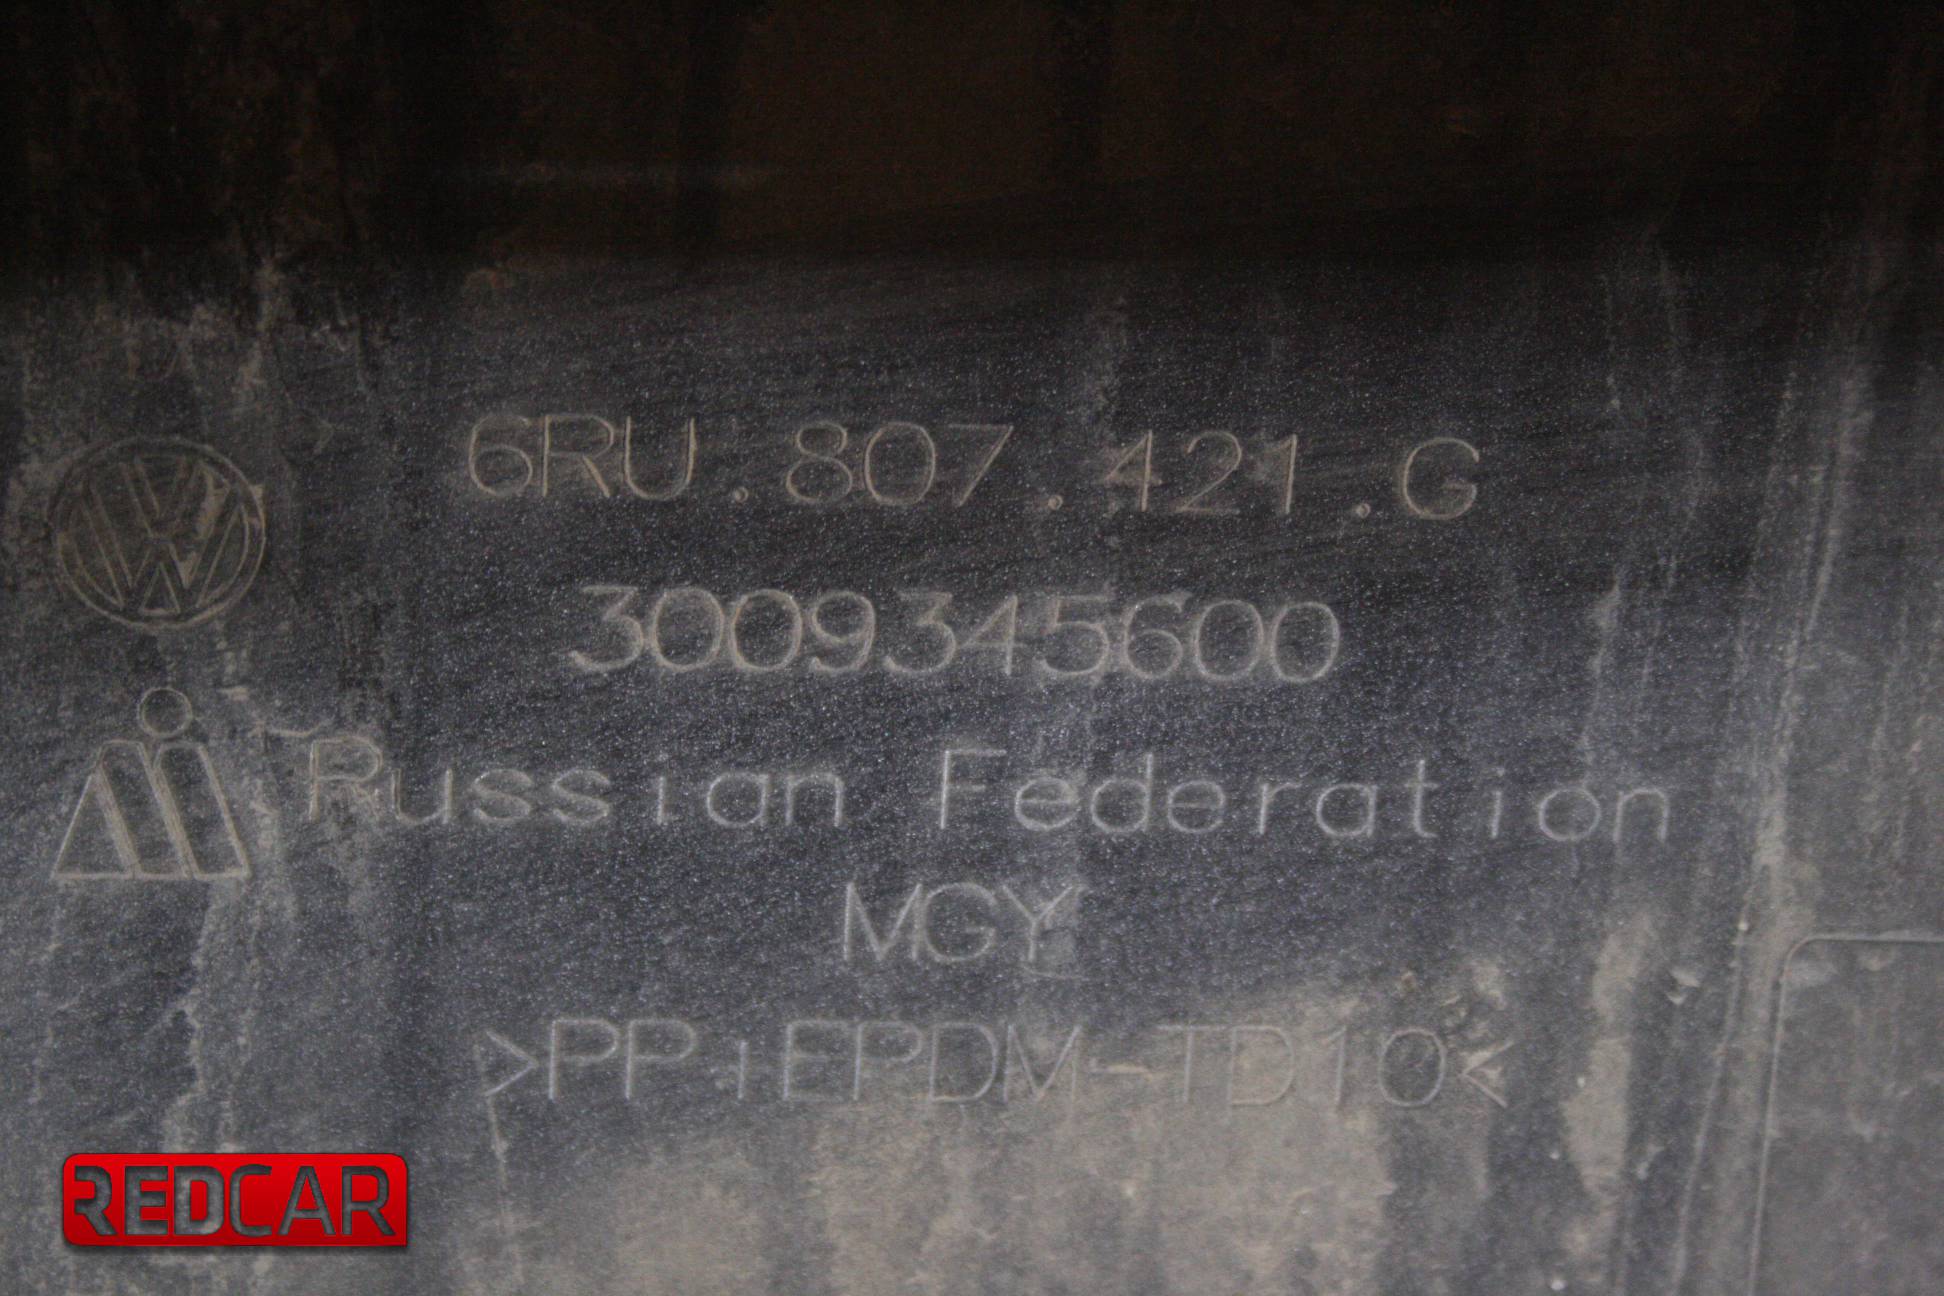 6RU.807.421.G
3009345600
Russian Federation
MGY
>PP+EPDM-TD10<
REDCAR